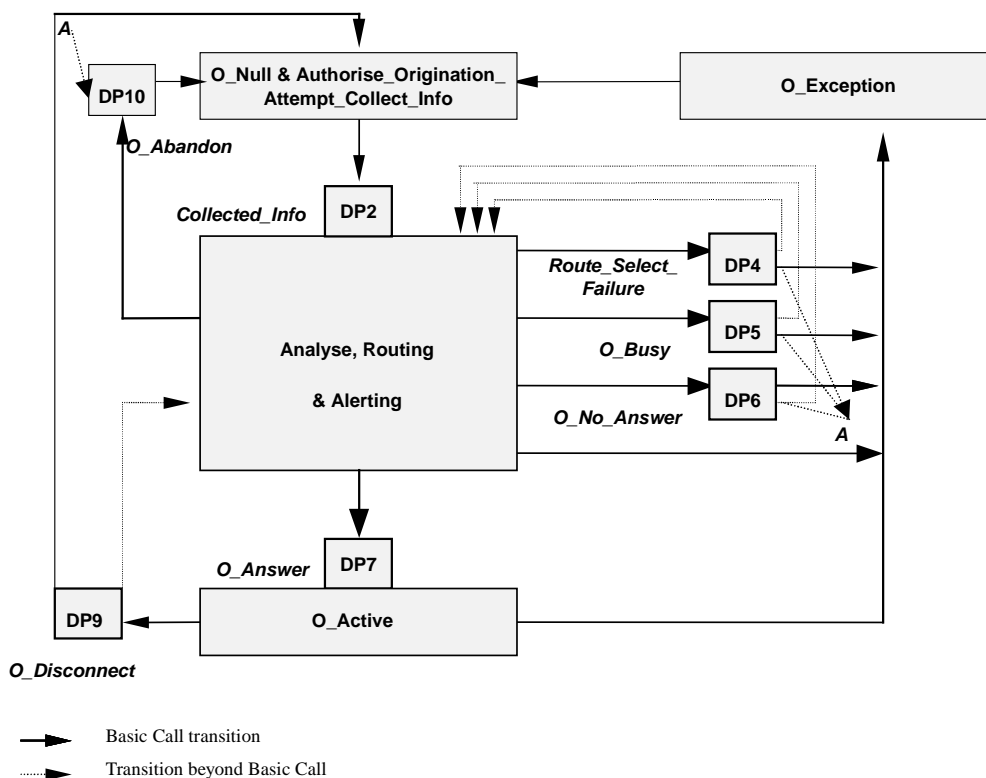 A
O_Null & Authorise_Origination_
Attempt_Collect_Info
O_Exception
DP10
O_Abandon
Collected_Info
DP2
Route_Select_
Failure
DP4
O_Busy
DP5
Analyse, Routing
& Alerting
O_No_Answer
DP6
A
O_Answer
DP7
DP9
O_Active
O_Disconnect
Basic Call transition
Transition beyond Basic Call